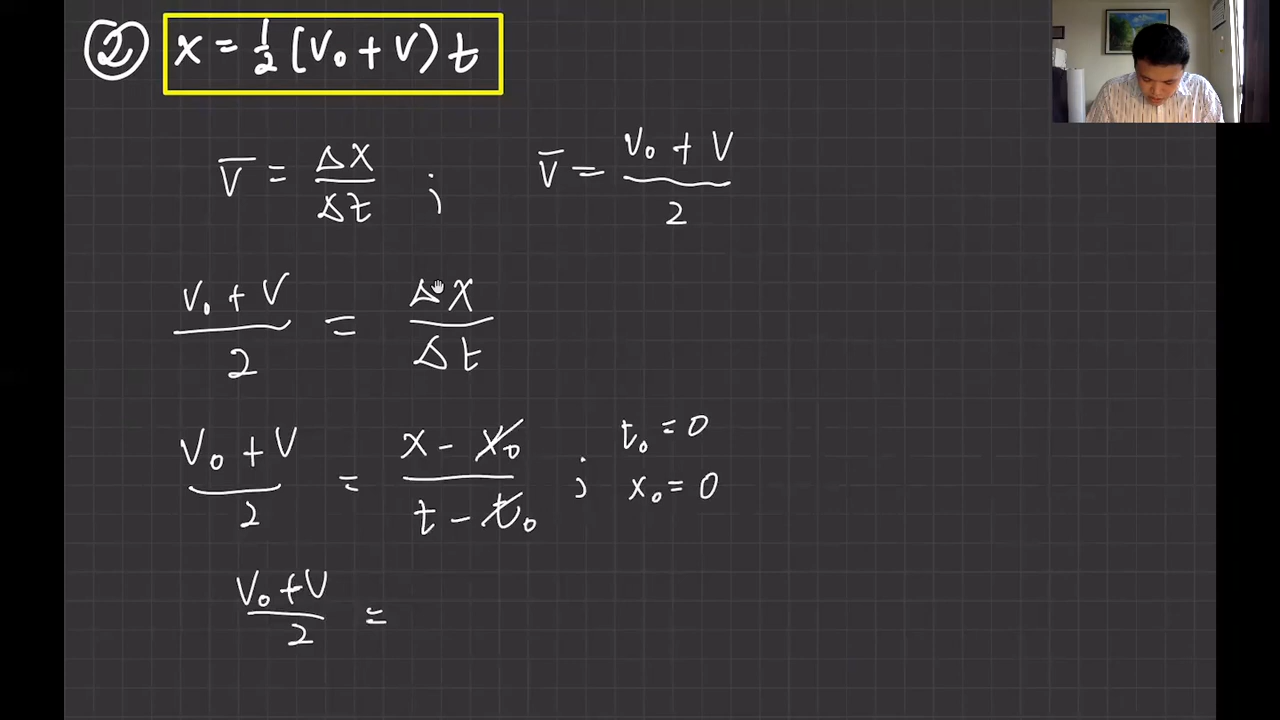 ② x = 1/2 (V₀ + V) t
V̅ = Δx/Δt ; V̅ = (V₀ + V)/2
(V₀ + V)/2 = Δx/Δt
(V₀ + V)/2 = (x - x₀)/(t - t₀) ; t₀ = 0
x₀ = 0
(V₀ + V)/2 =